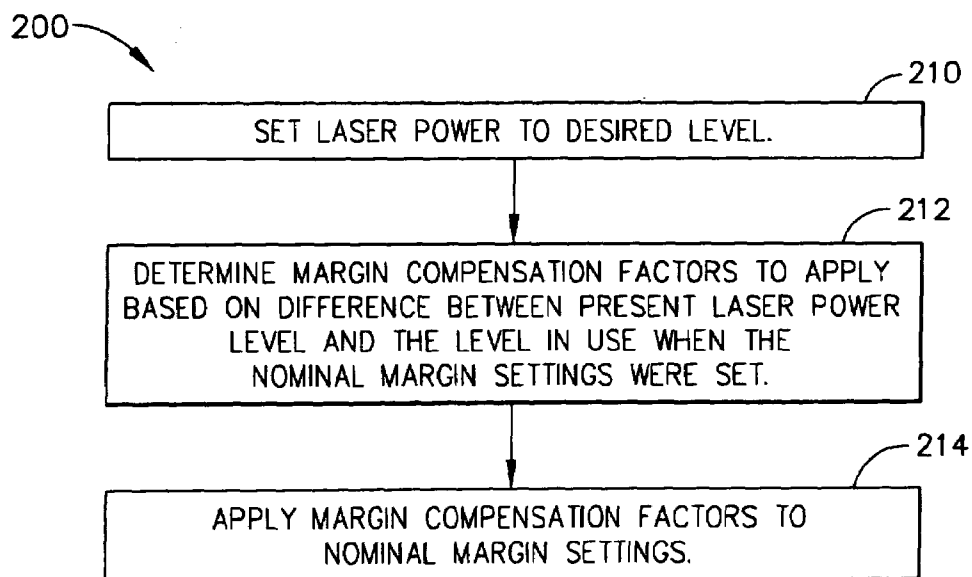 200
210
SET LASER POWER TO DESIRED LEVEL.
212
DETERMINE MARGIN COMPENSATION FACTORS TO APPLY
BASED ON DIFFERENCE BETWEEN PRESENT LASER POWER
LEVEL AND THE LEVEL IN USE WHEN THE
NOMINAL MARGIN SETTINGS WERE SET.
214
APPLY MARGIN COMPENSATION FACTORS TO
NOMINAL MARGIN SETTINGS.